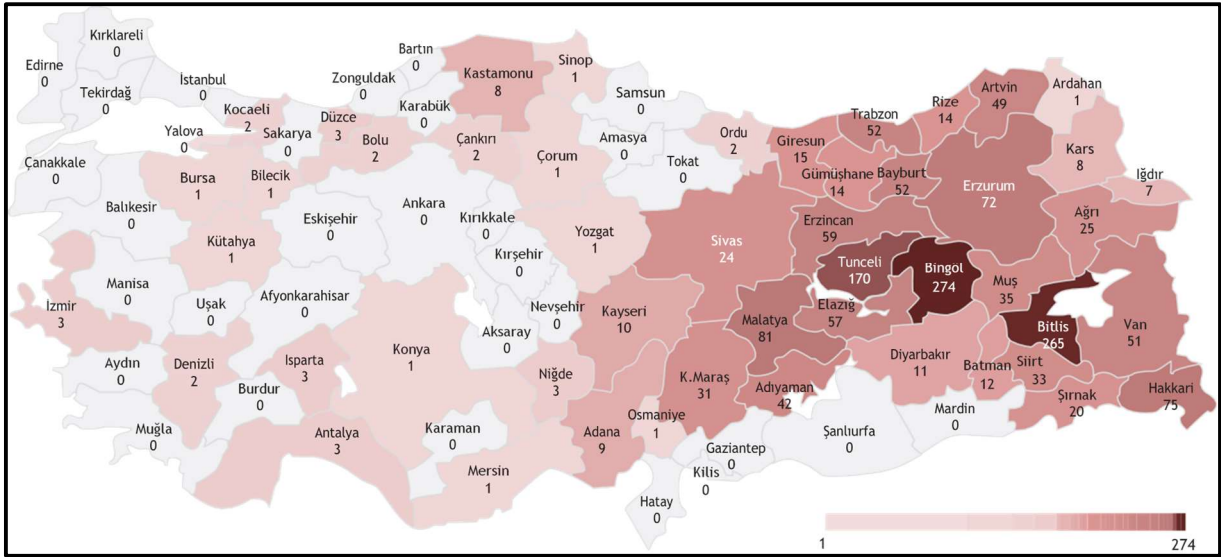 Kırklareli
0
Edirne
0
Tekirdağ
0
İstanbul
0
Kocaeli
2
Yalova
0
Sakarya
0
Düzce
3
Zonguldak
0
Bartın
0
Karabük
0
Kastamonu
8
Sinop
1
Samsun
0
Bolu
2
Çankırı
2
Çorum
1
Amasya
0
Tokat
0
Ordu
2
Giresun
15
Trabzon
52
Rize
14
Artvin
49
Ardahan
1
Kars
8
Iğdır
7
Gümüşhane
14
Bayburt
52
Erzurum
72
Ağrı
25
Çanakkale
0
Balıkesir
0
Bursa
1
Bilecik
1
Eskişehir
0
Ankara
0
Kırıkkale
0
Kırşehir
0
Yozgat
1
Sivas
24
Erzincan
59
Tunceli
170
Bingol
274
Muş
35
Bitlis
265
Van
51
Kütahya
1
Manisa
0
İzmir
3
Uşak
0
Afyonkarahisar
0
Konya
1
Aksaray
0
Nevşehir
0
Kayseri
10
Malatya
81
Elazığ
57
Diyarbakır
11
Batman
12
Siirt
33
Şırnak
20
Hakkari
75
Aydın
0
Denizli
2
Isparta
3
Burdur
0
Muğla
0
Antalya
3
Karaman
0
Mersin
1
Niğde
3
Adana
9
Osmaniye
1
K.Maraş
31
Adıyaman
42
Gaziantep
0
Kilis
0
Hatay
0
Şanlıurfa
0
Mardin
0
1
274